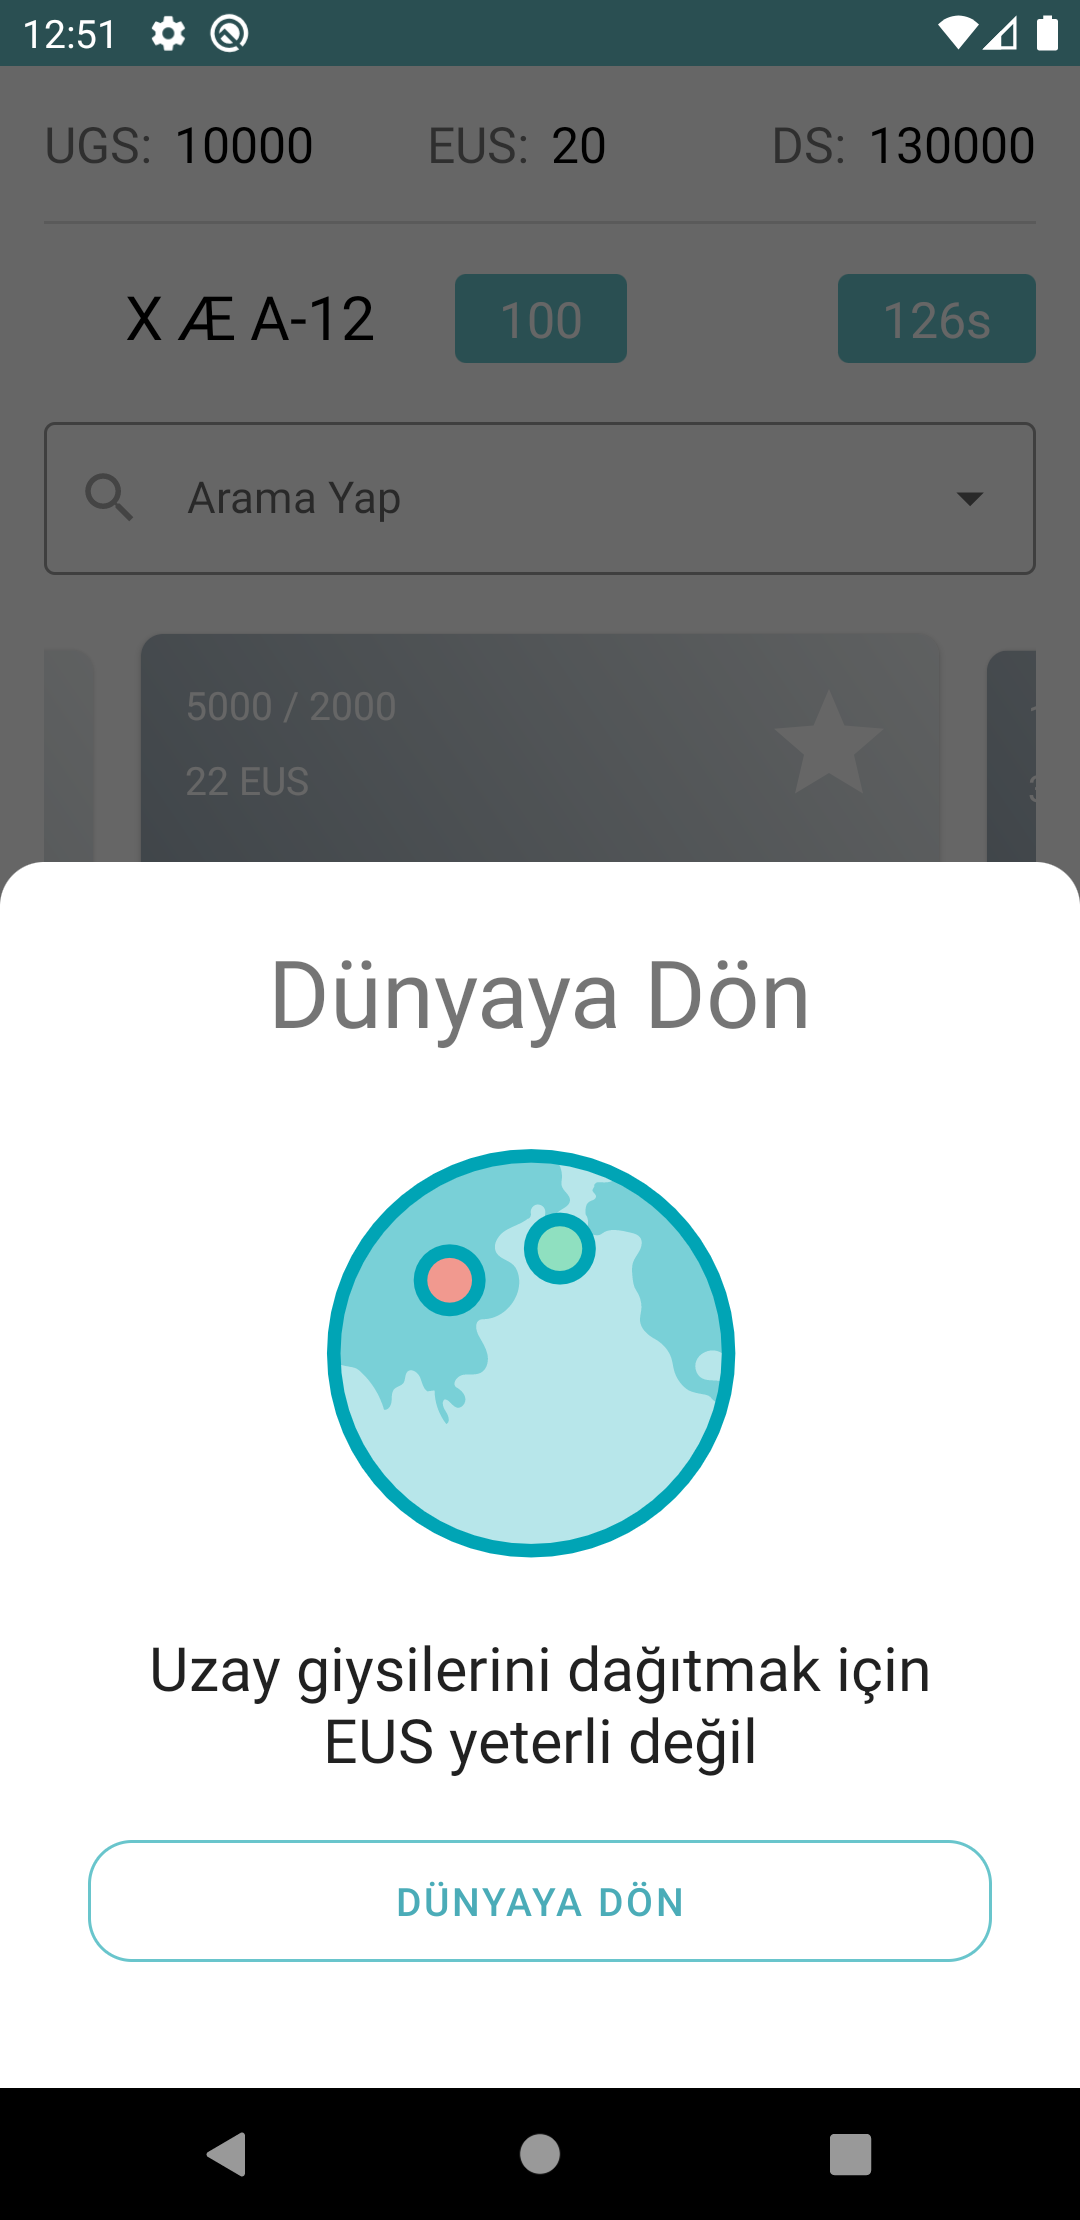 12:51
UGS: 10000 EUS: 20 DS: 130000
X Æ A-12 100 126s
Arama Yap
5000 / 2000
22 EUS
Dünyaya Dön
Uzay giysilerini dağıtmak için
EUS yeterli değil
DÜNYAYA DÖN